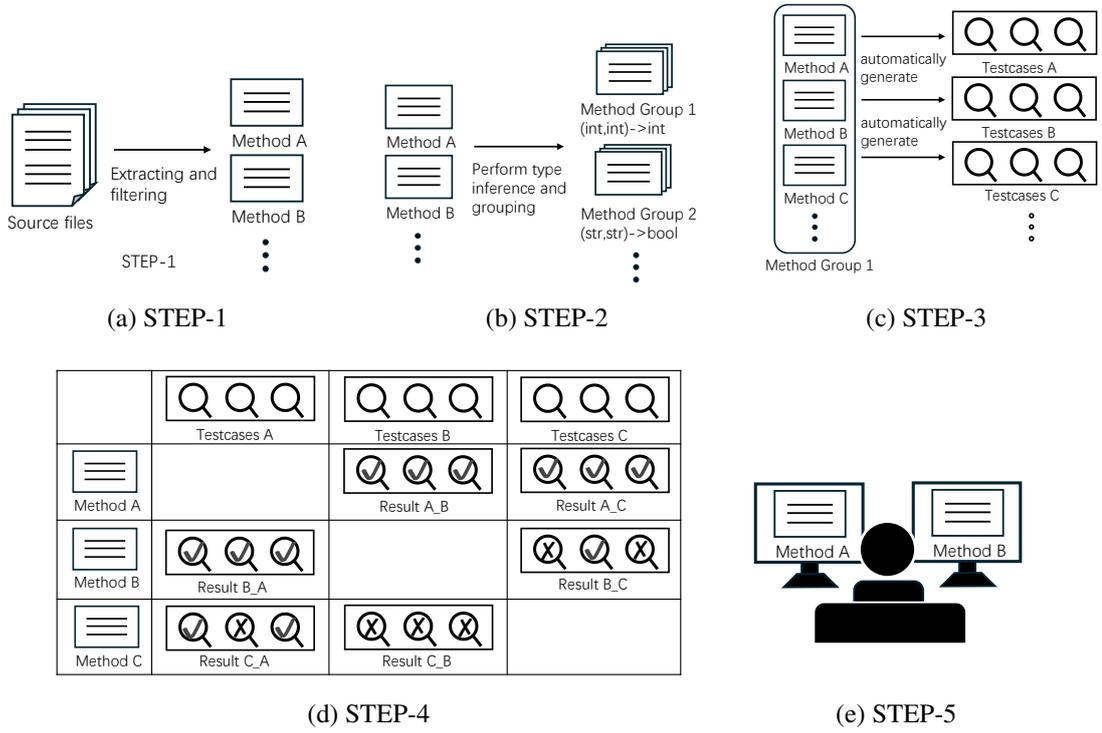 Source files
Extracting and
filtering
Method A
Method B
STEP-1
(a) STEP-1
Method A
Method B
Perform type
inference and
grouping
Method Group 1
(int,int)->int
Method Group 2
(str,str)->bool
(b) STEP-2
Method A
Method B
Method C
Method Group 1
automatically
generate
automatically
generate
Testcases A
Testcases B
Testcases C
(c) STEP-3
Testcases A
Testcases B
Testcases C
Method A
Result A_B
Result A_C
Method B
Result B_A
Result B_C
Method C
Result C_A
Result C_B
(d) STEP-4
Method A
Method B
(e) STEP-5